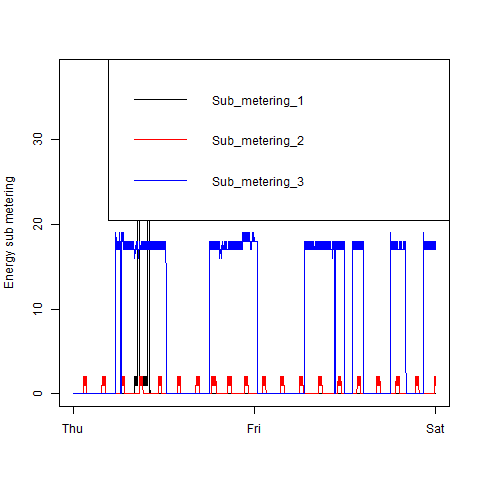 Sub_metering_1
Sub_metering_2
Sub_metering_3
Energy sub metering
30
20
10
0
Thu Fri Sat